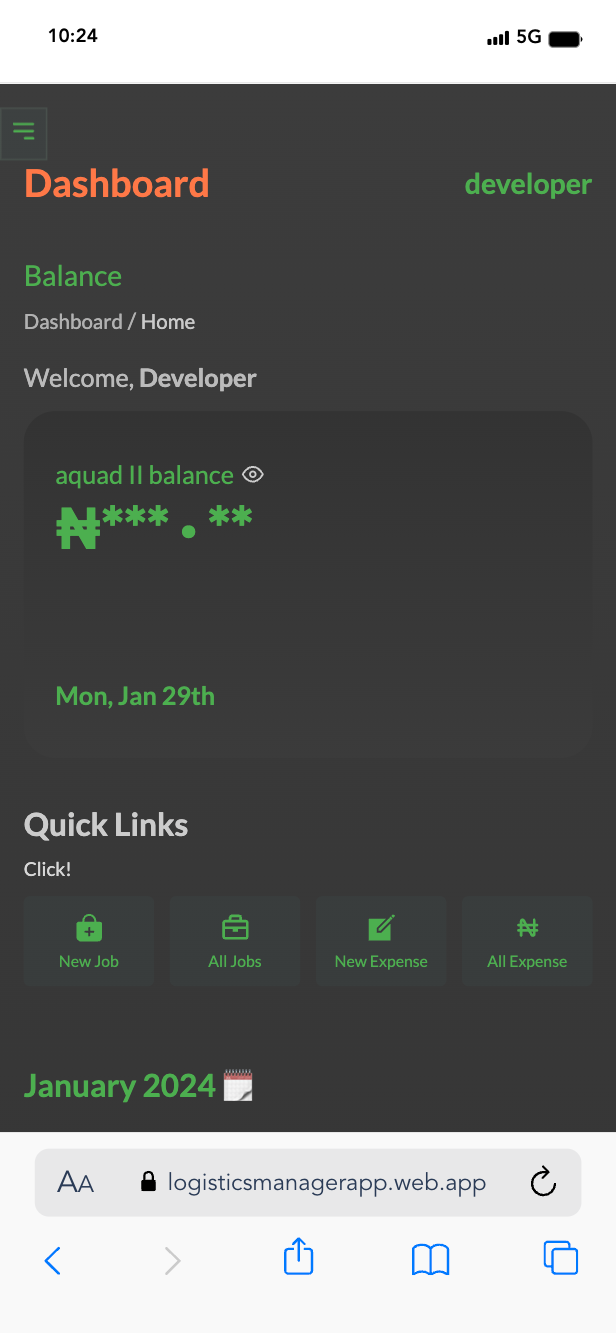 10:24 5G
Dashboard developer
Balance
Dashboard / Home
Welcome, Developer
aquad II balance
₦*** . **
Mon, Jan 29th
Quick Links
Click!
New Job All Jobs New Expense All Expense
January 2024
AA logisticsmanagerapp.web.app